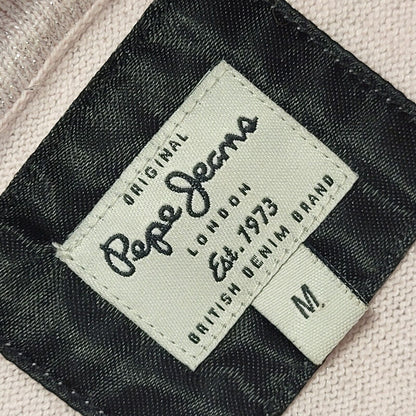 ORIGINAL
Pepe Jeans
LONDON
Est. 1973
BRITISH DENIM BRAND
M.